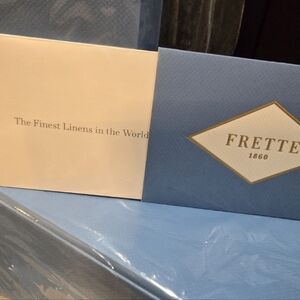 The Finest Linens in the World
FRETTE
1860